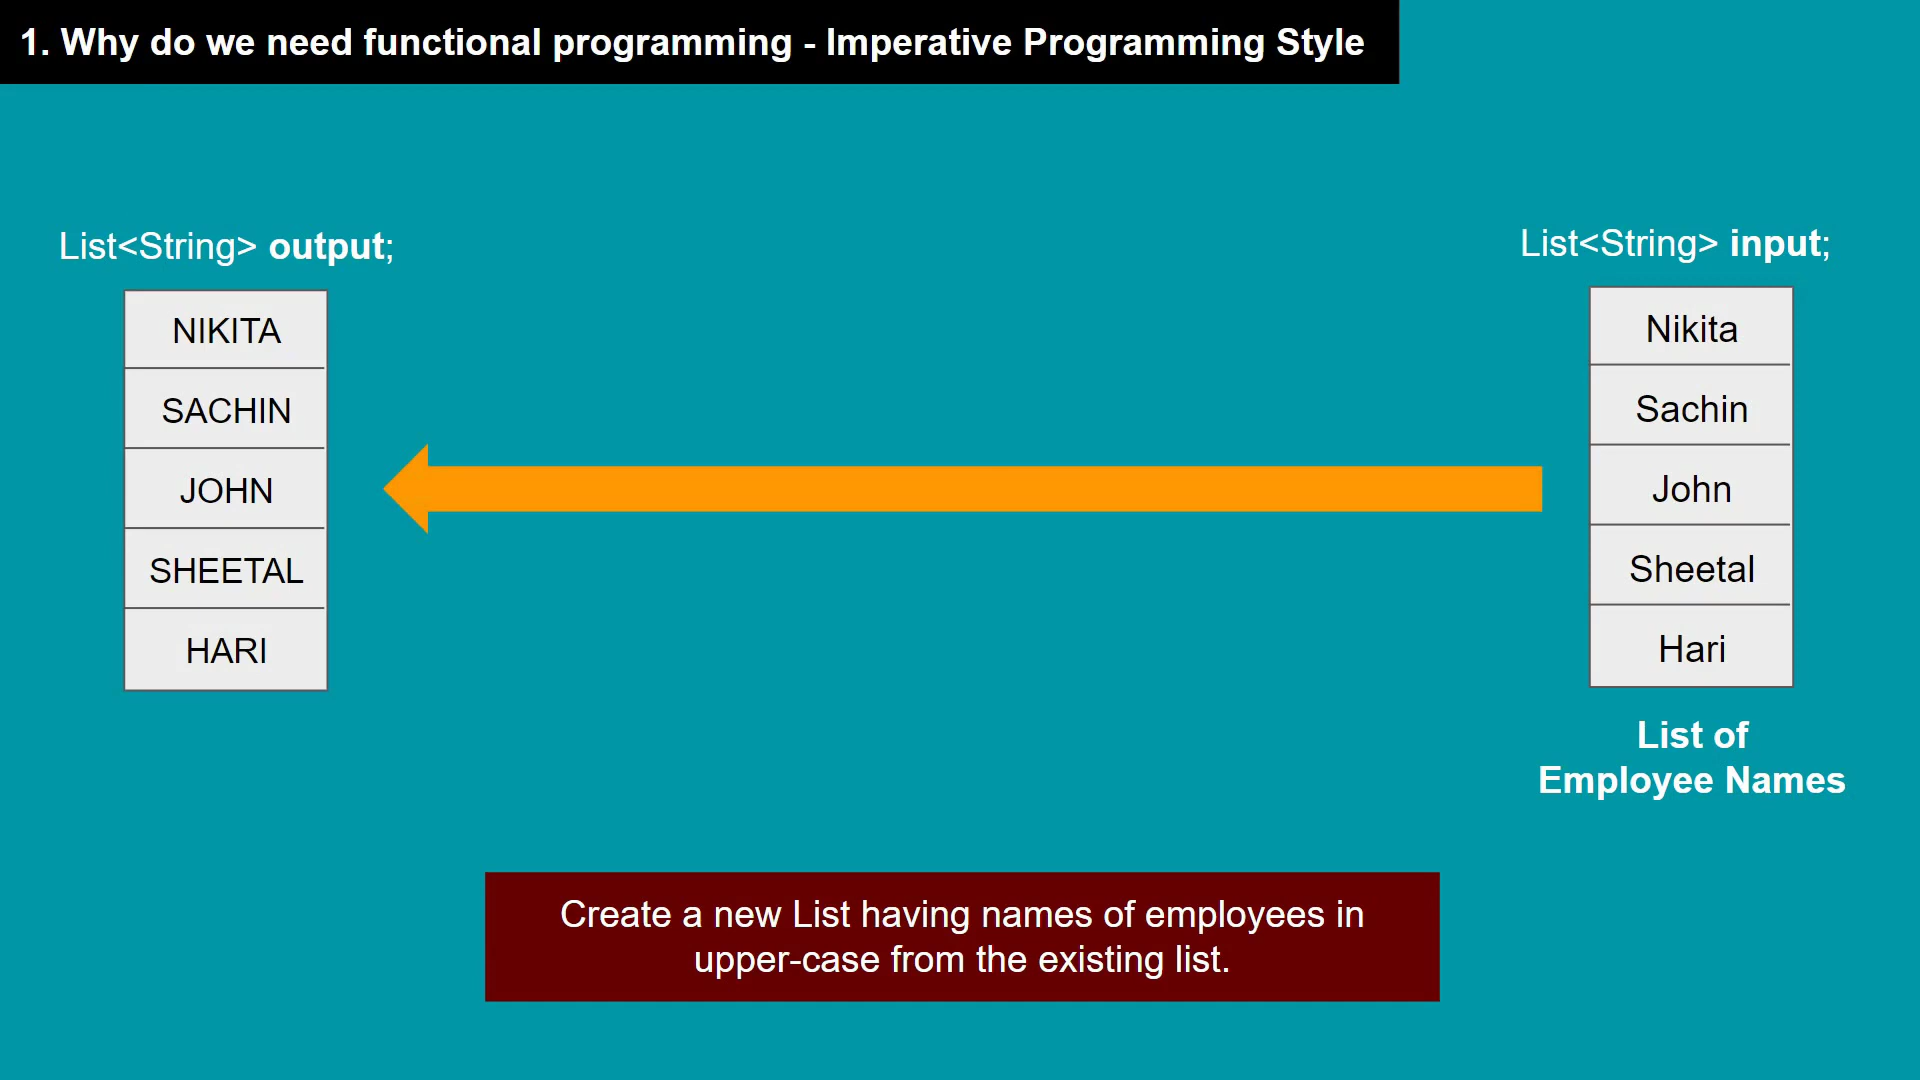 1. Why do we need functional programming - Imperative Programming Style
List<String> output;
NIKITA
SACHIN
JOHN
SHEETAL
HARI
List<String> input;
Nikita
Sachin
John
Sheetal
Hari
List of
Employee Names
Create a new List having names of employees in
upper-case from the existing list.